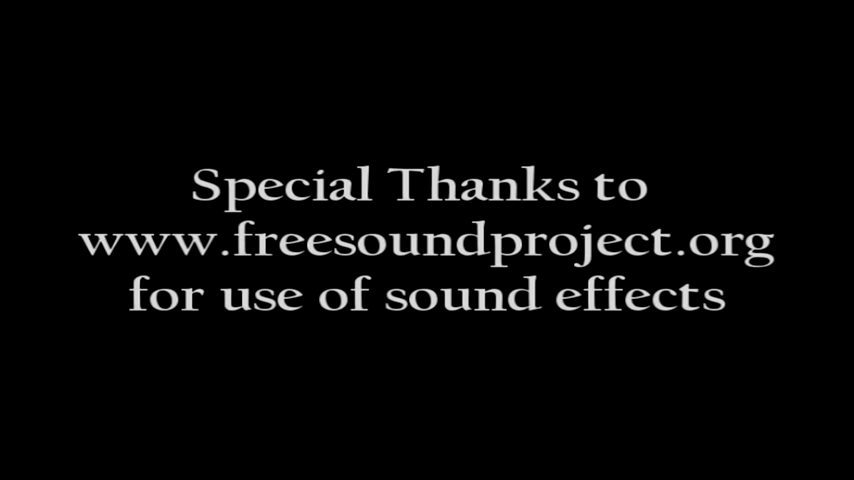 Special Thanks to
www.freesoundproject.org
for use of sound effects